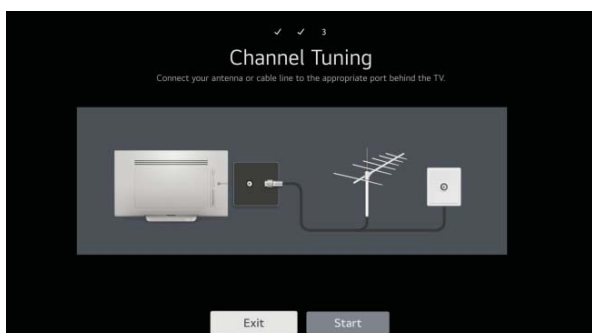 ✓ ✓ 3
Channel Tuning
Connect your antenna or cable line to the appropriate port behind the TV.
Exit Start